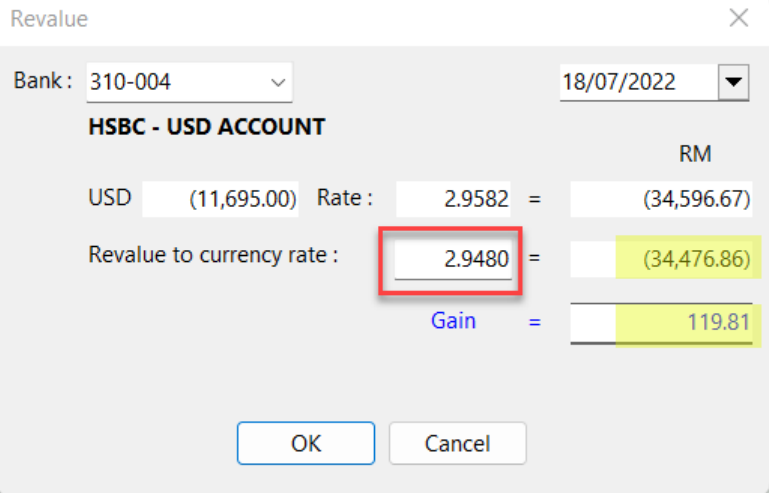 Revalue
Bank : 310-004 18/07/2022
HSBC - USD ACCOUNT
RM
USD (11,695.00) Rate : 2.9582 = (34,596.67)
Revalue to currency rate : 2.9480 = (34,476.86)
Gain = 119.81
OK Cancel